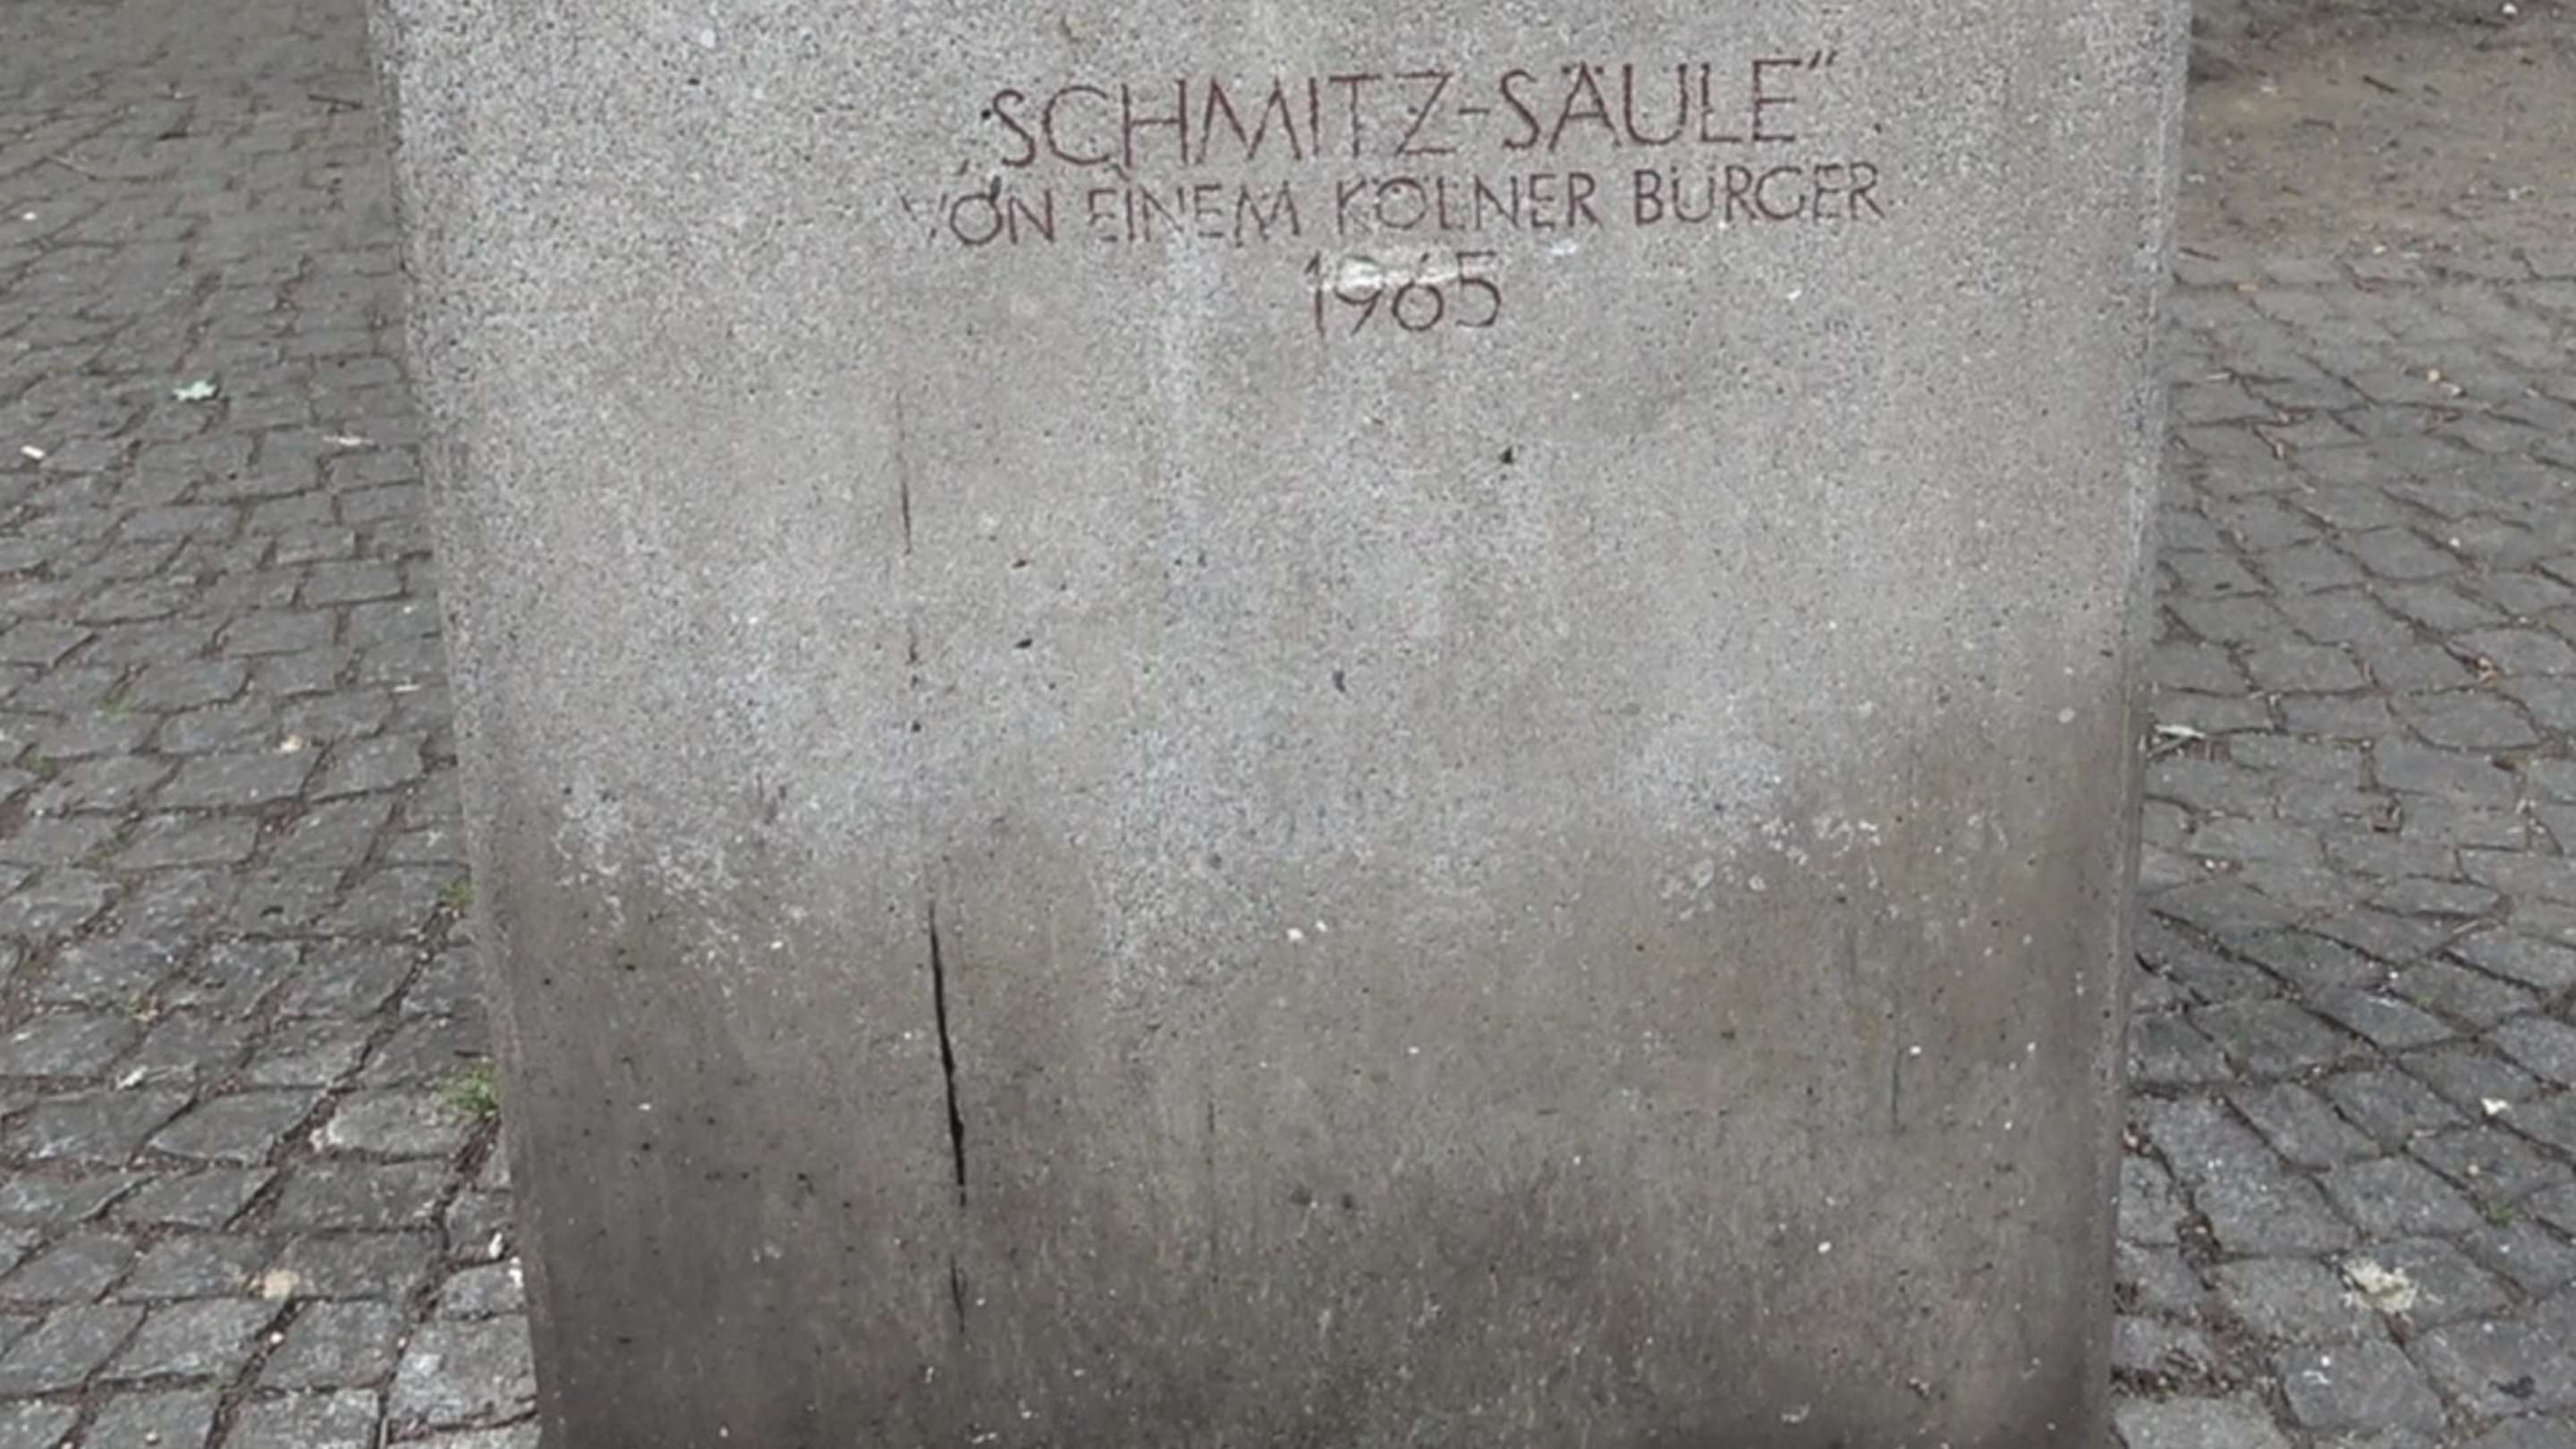 „SCHMITZ-SÄULE“
VON EINEM KÖLNER BÜRGER
1965